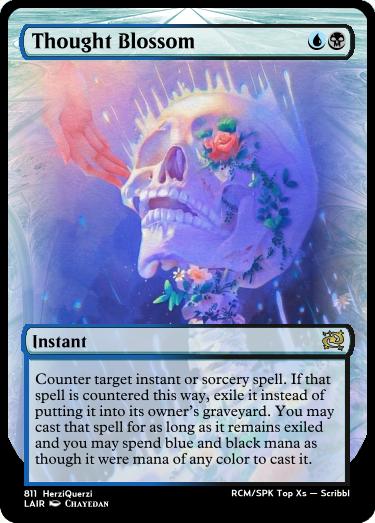 Thought Blossom
Instant
Counter target instant or sorcery spell. If that
spell is countered this way, exile it instead of
putting it into its owner's graveyard. You may
cast that spell for as long as it remains exiled
and you may spend blue and black mana as
though it were mana of any color to cast it.
811 HerziQuerzi
RCM/SPK Top Xs — Scribbl
LAIR Chayedan